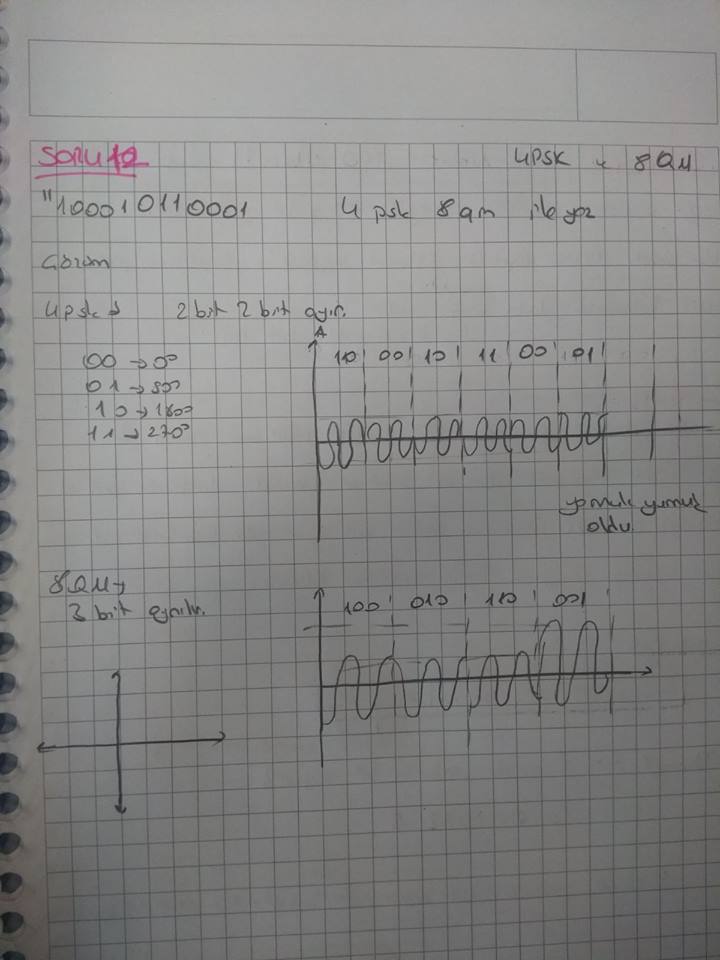 SORU 12
4PSK 8QAM
"100010110001 4 psk 8qam ile yaz
Çözüm
4psk 2 bit 2 bit ayır.
A
00 → 0°
01 → 90
10 → 180
11 → 270°
10 00 10 11 00 01
yamuk yumuk
oldu
8QAM →
3 bit ayrılır.
100 010 110 001